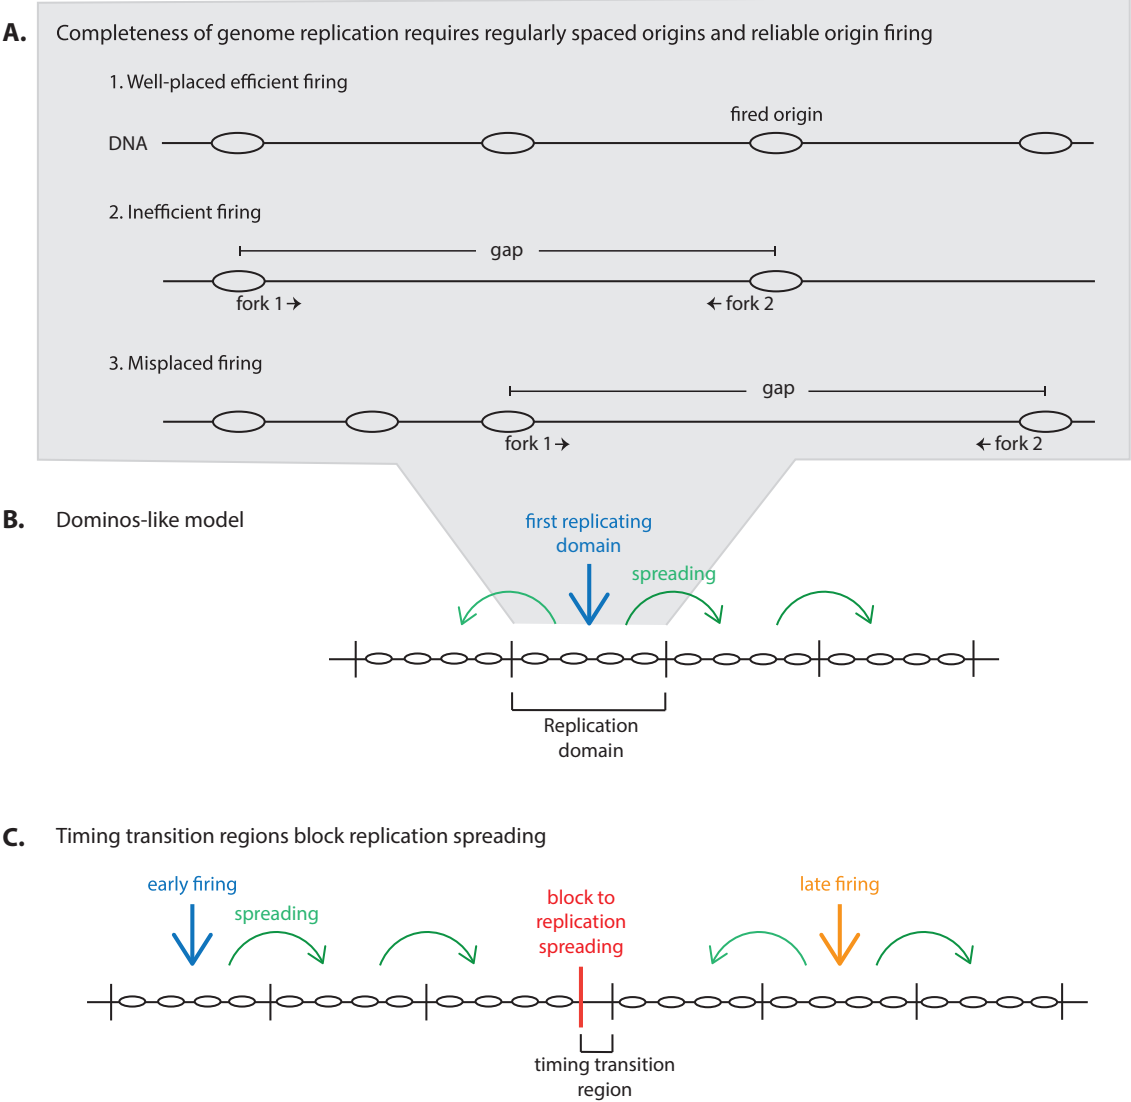 A. Completeness of genome replication requires regularly spaced origins and reliable origin firing
1. Well-placed efficient firing
fired origin
DNA
2. Inefficient firing
gap
fork 1
fork 2
3. Misplaced firing
gap
fork 1
fork 2
B. Dominos-like model
first replicating
domain
spreading
Replication
domain
C. Timing transition regions block replication spreading
early firing
spreading
block to
replication
spreading
late firing
timing transition
region